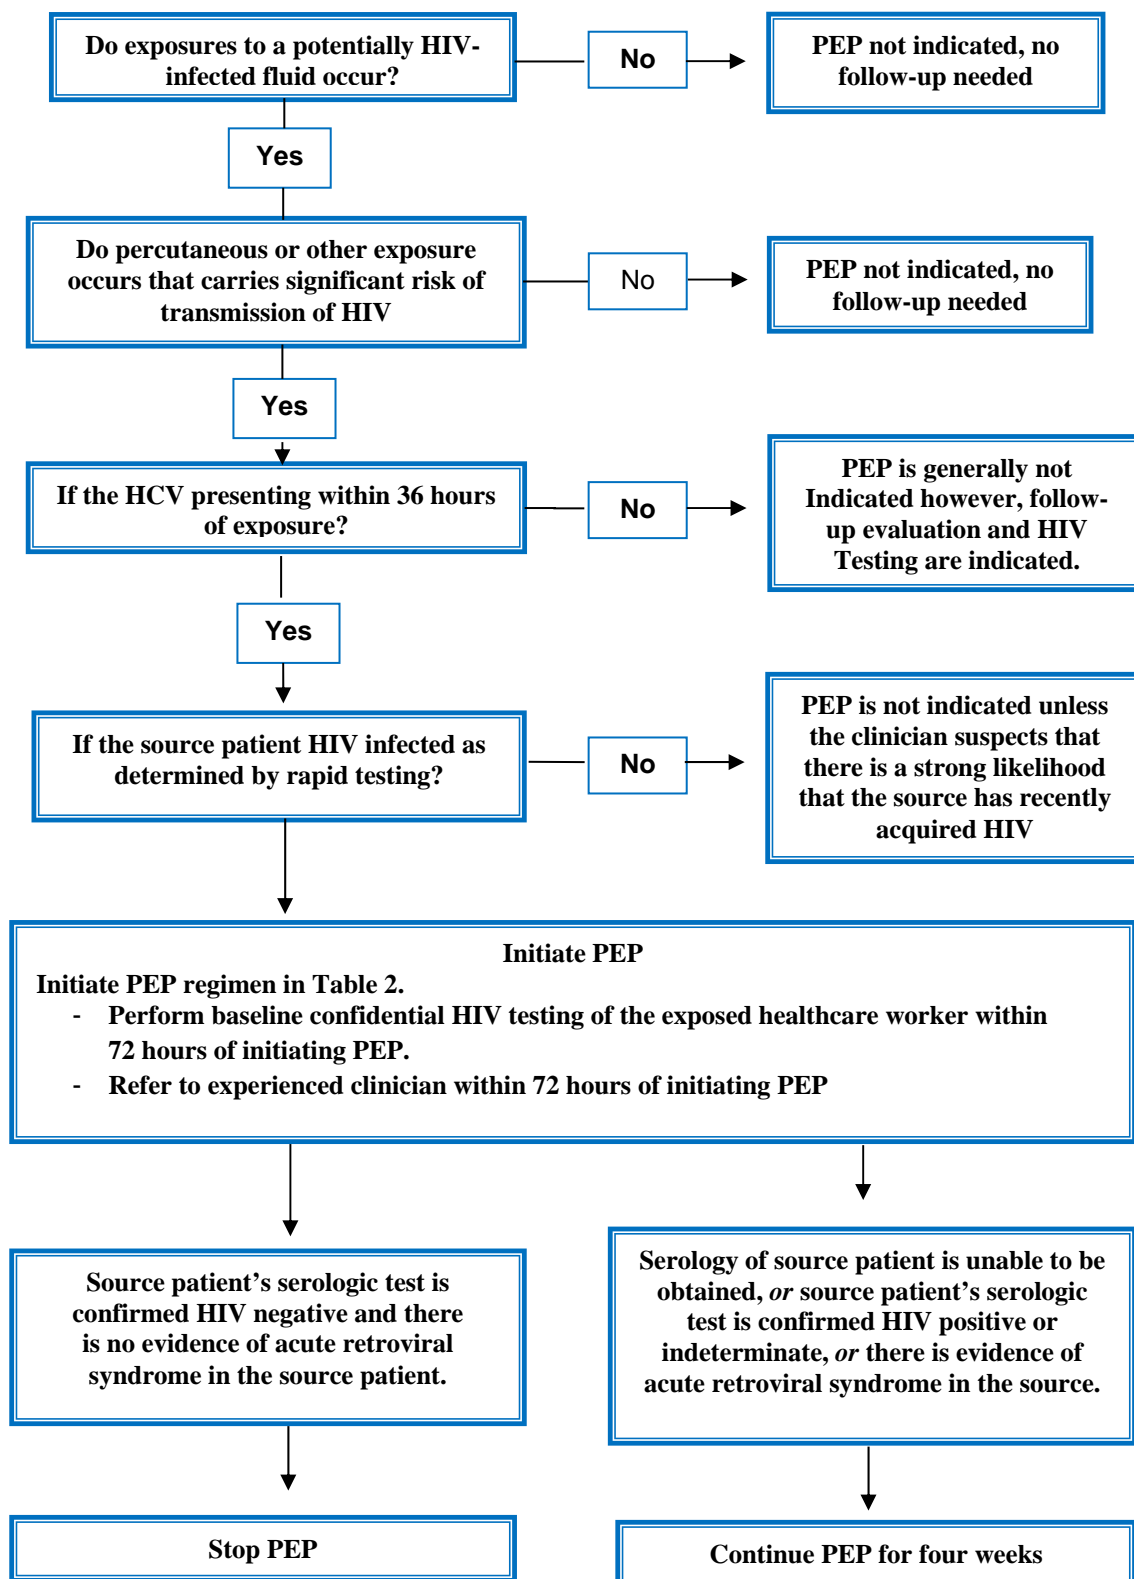 Do exposures to a potentially HIV-
infected fluid occur?
No
PEP not indicated, no
follow-up needed
Yes
Do percutaneous or other exposure
occurs that carries significant risk of
transmission of HIV
No
PEP not indicated, no
follow-up needed
Yes
If the HCV presenting within 36 hours
of exposure?
No
PEP is generally not
Indicated however, follow-
up evaluation and HIV
Testing are indicated.
Yes
If the source patient HIV infected as
determined by rapid testing?
No
PEP is not indicated unless
the clinician suspects that
there is a strong likelihood
that the source has recently
acquired HIV
Initiate PEP
Initiate PEP regimen in Table 2.
- Perform baseline confidential HIV testing of the exposed healthcare worker within
72 hours of initiating PEP.
- Refer to experienced clinician within 72 hours of initiating PEP
Source patient’s serologic test is
confirmed HIV negative and there
is no evidence of acute retroviral
syndrome in the source patient.
Serology of source patient is unable to be
obtained, or source patient’s serologic
test is confirmed HIV positive or
indeterminate, or there is evidence of
acute retroviral syndrome in the source.
Stop PEP
Continue PEP for four weeks